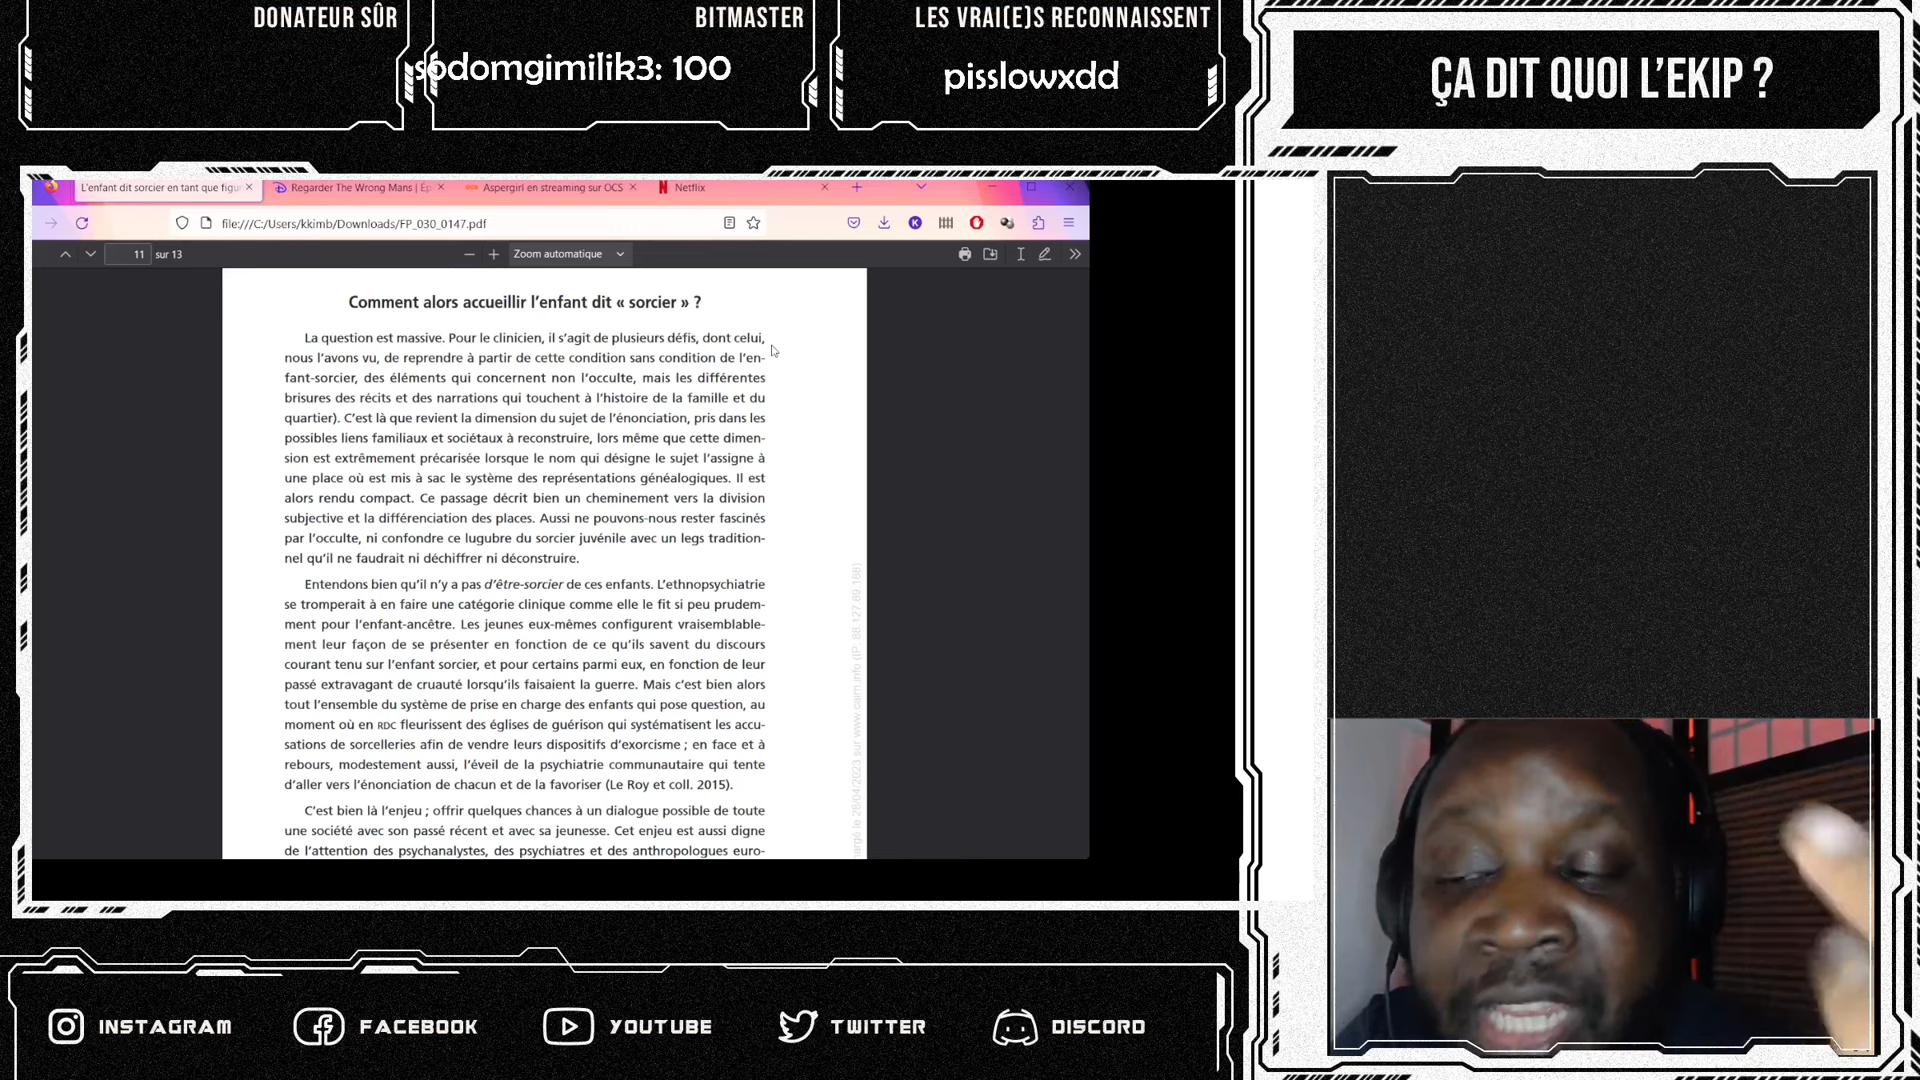 DONATEUR SÛR
BITMASTER
LES VRAI(E)S RECONNAISSENT
sodomgimilik3: 100
pisslowxdd
ÇA DIT QUOI L'EKIP ?
L'enfant dit sorcier en tant que figu
Regarder The Wrong Mans | Ép
Aspergirl en streaming sur OCS
Netflix
file:///C:/Users/kkimb/Downloads/FP_030_0147.pdf
11 sur 13
Zoom automatique
Comment alors accueillir l'enfant dit « sorcier » ?
La question est massive. Pour le clinicien, il s'agit de plusieurs défis, dont celui,
nous l'avons vu, de reprendre à partir de cette condition sans condition de l'en-
fant-sorcier, des éléments qui concernent non l'occulte, mais les différentes
brisures des récits et des narrations qui touchent à l'histoire de la famille et du
quartier). C'est là que revient la dimension du sujet de l'énonciation, pris dans les
possibles liens familiaux et sociétaux à reconstruire, lors même que cette dimen-
sion est extrêmement précarisée lorsque le nom qui désigne le sujet l'assigne à
une place où est mis à sac le système des représentations généalogiques. Il est
alors rendu compact. Ce passage décrit bien un cheminement vers la division
subjective et la différenciation des places. Aussi ne pouvons-nous rester fascinés
par l'occulte, ni confondre ce lugubre du sorcier juvénile avec un legs tradition-
nel qu'il ne faudrait ni déchiffrer ni déconstruire.
Entendons bien qu'il n'y a pas d'être-sorcier de ces enfants. L'ethnopsychiatrie
se tromperait à en faire une catégorie clinique comme elle le fit si peu prudem-
ment pour l'enfant-ancêtre. Les jeunes eux-mêmes configurent vraisemblable-
ment leur façon de se présenter en fonction de ce qu'ils savent du discours
courant tenu sur l'enfant sorcier, et pour certains parmi eux, en fonction de leur
passé extravagant de cruauté lorsqu'ils faisaient la guerre. Mais c'est bien alors
tout l'ensemble du système de prise en charge des enfants qui pose question, au
moment où en RDC fleurissent des églises de guérison qui systématisent les accu-
sations de sorcelleries afin de vendre leurs dispositifs d'exorcisme ; en face et à
rebours, modestement aussi, l'éveil de la psychiatrie communautaire qui tente
d'aller vers l'énonciation de chacun et de la favoriser (Le Roy et coll. 2015).
C'est bien là l'enjeu ; offrir quelques chances à un dialogue possible de toute
une société avec son passé récent et avec sa jeunesse. Cet enjeu est aussi digne
de l'attention des psychanalystes, des psychiatres et des anthropologues euro-
argé le 28/04/2023 sur www.cairn.info (IP: 88.127.89.188)
INSTAGRAM
FACEBOOK
YOUTUBE
TWITTER
DISCORD